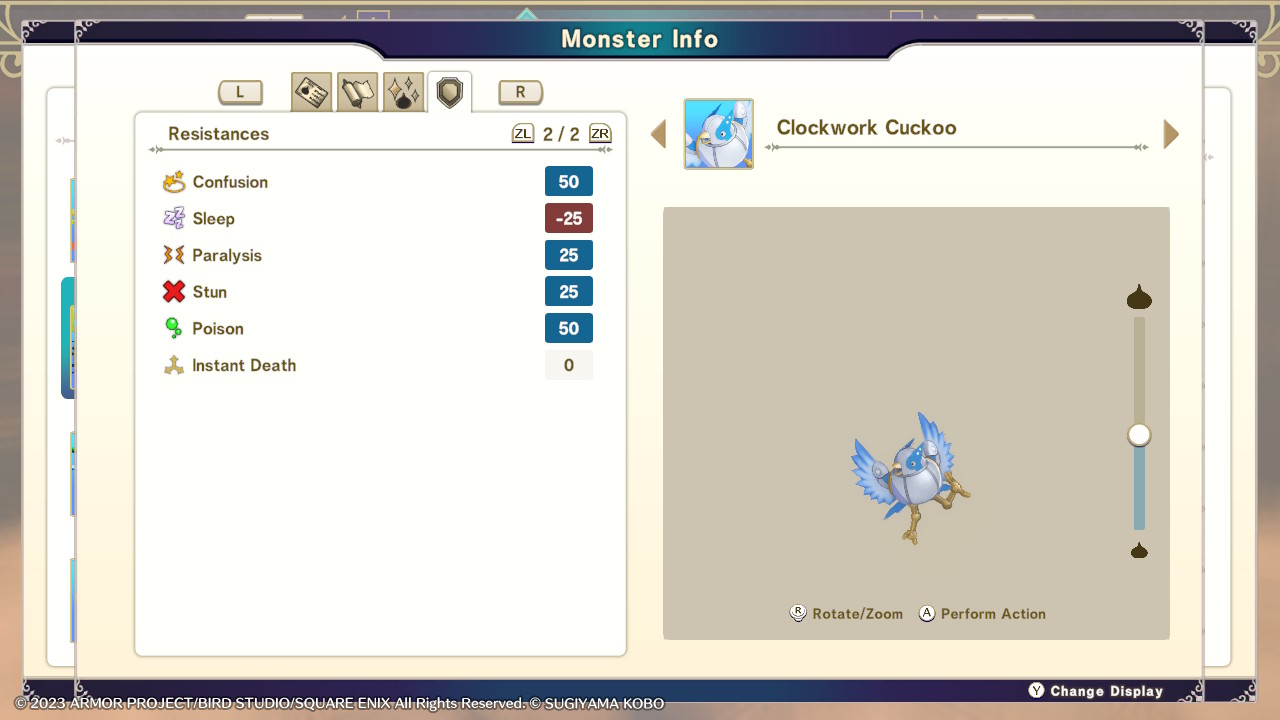 Monster Info
L
R
Resistances
ZL 2 / 2 ZR
Confusion 50
Sleep -25
Paralysis 25
Stun 25
Poison 50
Instant Death 0
Clockwork Cuckoo
R Rotate/Zoom A Perform Action
Y Change Display
© 2023 ARMOR PROJECT/BIRD STUDIO/SQUARE ENIX All Rights Reserved. © SUGIYAMA KOBO